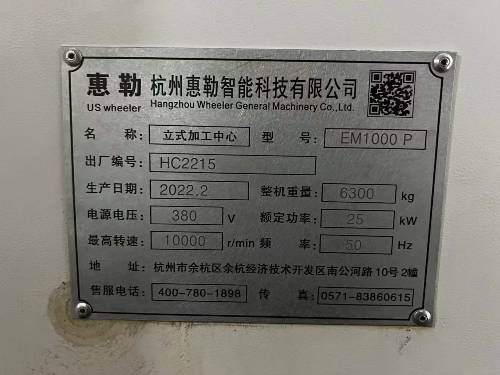 惠勒 杭州惠勒智能科技有限公司
US wheeler Hangzhou Wheeler General Machinery Co.,Ltd.
名 称: 立式加工中心 型 号: EM1000 P
出厂编号: HC2215
生产日期: 2022.2 整机重量: 6300 kg
电源电压: 380 V 额定功率: 25 kW
最高转速: 10000 r/min 频 率: 50 Hz
地 址: 杭州市余杭区余杭经济技术开发区南公河路10号2幢
售服电话: 400-780-1898 传 真: 0571-83860615